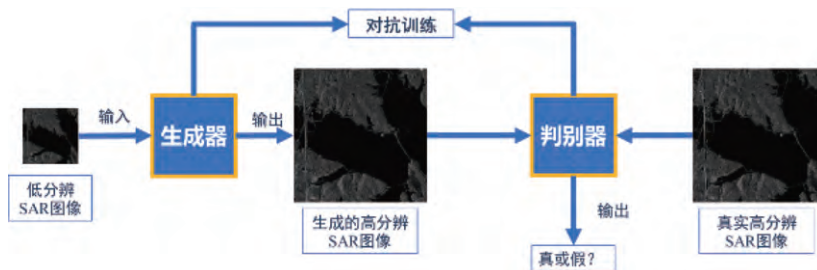 对抗训练
输入
生成器
输出
判别器
低分辨
SAR图像
生成的高分辨
SAR图像
输出
真实高分辨
SAR图像
真或假？